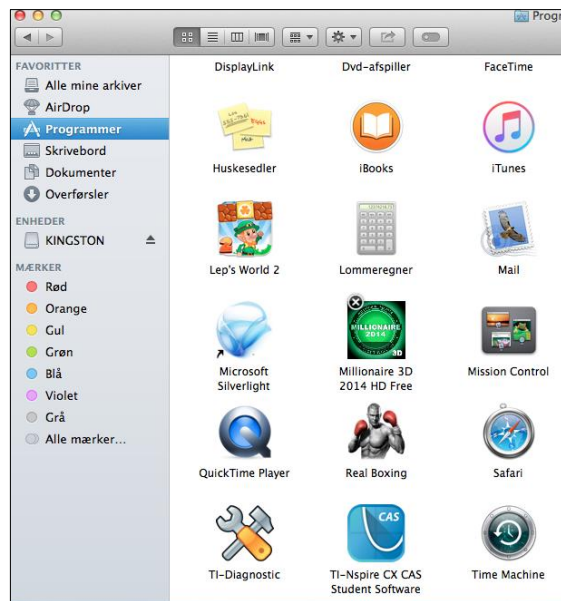 Progr
FAVORITTER
Alle mine arkiver
AirDrop
Programmer
Skrivebord
Dokumenter
Overførsler
ENHEDER
KINGSTON
MÆRKER
Rød
Orange
Gul
Grøn
Blå
Violet
Grå
Alle mærker...
DisplayLink
Dvd-afspiller
FaceTime
Huskesedler
iBooks
iTunes
Lep's World 2
Lommeregner
Mail
Microsoft
Silverlight
MILLIONAIRE
2014
3D
Millionaire 3D
2014 HD Free
Mission Control
QuickTime Player
Real Boxing
Safari
TI-Diagnostic
CAS
TI-Nspire CX CAS
Student Software
Time Machine